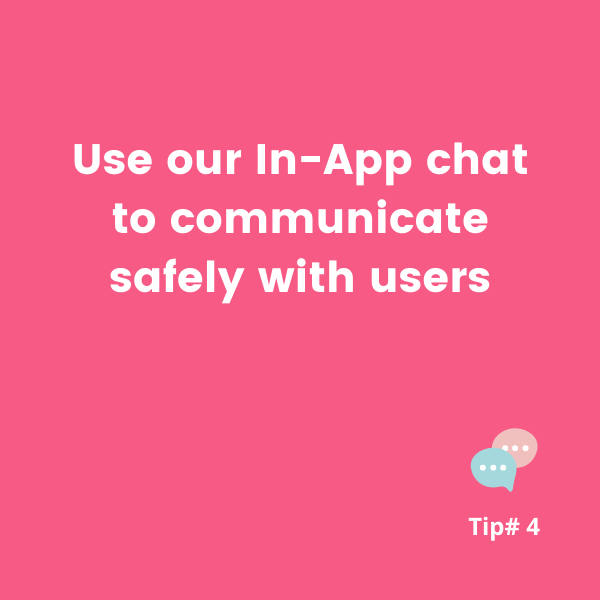 Use our In-App chat
to communicate
safely with users
Tip# 4